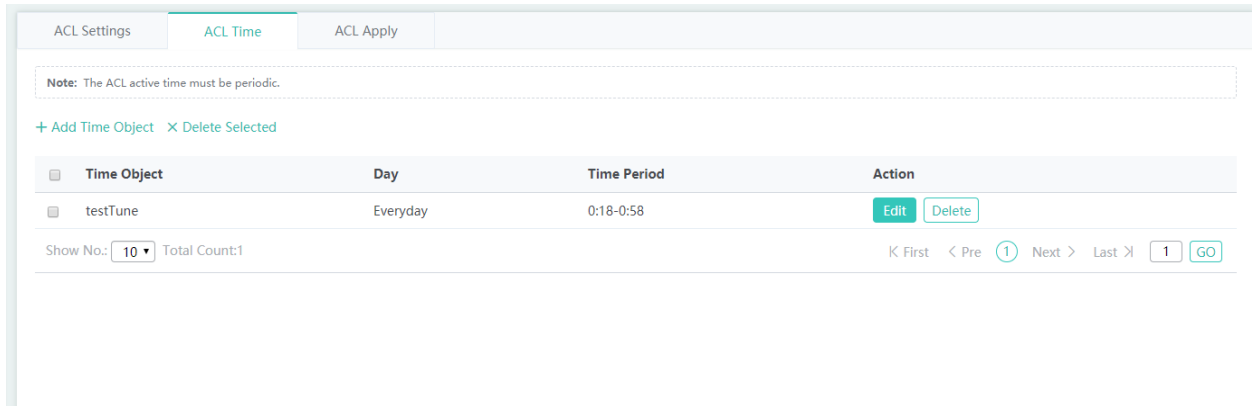 ACL Settings ACL Time ACL Apply
Note: The ACL active time must be periodic.
+ Add Time Object × Delete Selected
Time Object Day Time Period Action
testTune Everyday 0:18-0:58 Edit Delete
Show No.: 10 Total Count:1 First < Pre 1 Next > Last 1 GO